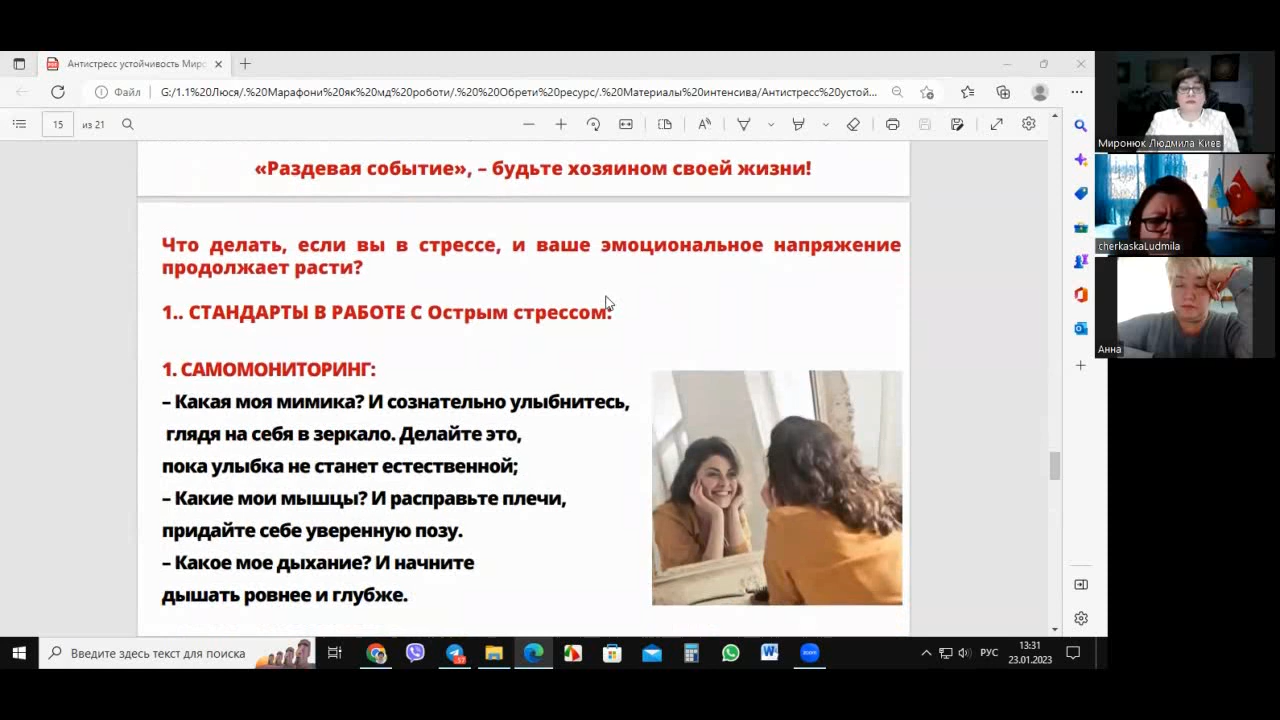 Антистресс устойчивость Миро
Файл
G:/1.1%20Люся/.%20Марафони%20як%20мд%20роботи/.%20%20Обрети%20ресурс/.%20Материалы%20интенсива/Антистресс%20устой...
15 из 21
«Раздевая событие», – будьте хозяином своей жизни!
Что делать, если вы в стрессе, и ваше эмоциональное напряжение
продолжает расти?
1.. СТАНДАРТЫ В РАБОТЕ С Острым стрессом:
1. САМОМОНИТОРИНГ:
– Какая моя мимика? И сознательно улыбнитесь,
глядя на себя в зеркало. Делайте это,
пока улыбка не станет естественной;
– Какие мои мышцы? И расправьте плечи,
придайте себе уверенную позу.
– Какое мое дыхание? И начните
дышать ровнее и глубже.
Миронюк Людмила Киев
cherkaskaLudmila
Анна
Введите здесь текст для поиска
zoom
РУС
13:31
23.01.2023